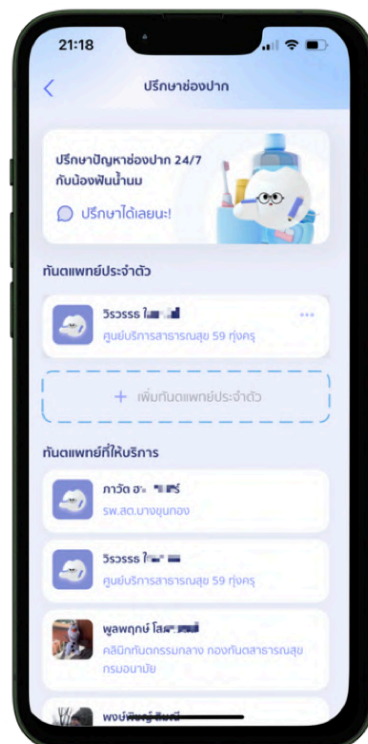 21:18
ปรึกษาช่องปาก
ปรึกษาปัญหาช่องปาก 24/7
กับน้องฟันน้ำนม
ปรึกษาได้เลยนะ!
ทันตแพทย์ประจำตัว
วิรวรรธ
ศูนย์บริการสาธารณสุข 59 ทุ่งครุ
+ เพิ่มทันตแพทย์ประจำตัว
ทันตแพทย์ที่ให้บริการ
ภาวัต
รพ.สต.บางขุนกอง
วิรวรรธ
ศูนย์บริการสาธารณสุข 59 ทุ่งครุ
พูลพฤกษ์
คลินิกทันตกรรมกลาง กองทันตสาธารณสุข
กรมอนามัย